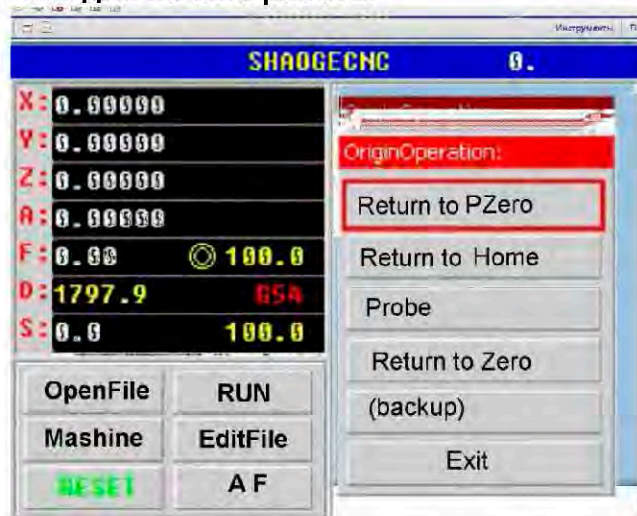 Инструменты
SHAOGECNC 0.
X: 0.00000
Y: 0.00000
Z: 0.00000
A: 0.00000
F: 0.00 100.0
D: 1797.9 G5A
S: 0.0 100.0
OpenFile RUN
Mashine EditFile
RESET A F
OriginOperation:
Return to PZero
Return to Home
Probe
Return to Zero
(backup)
Exit